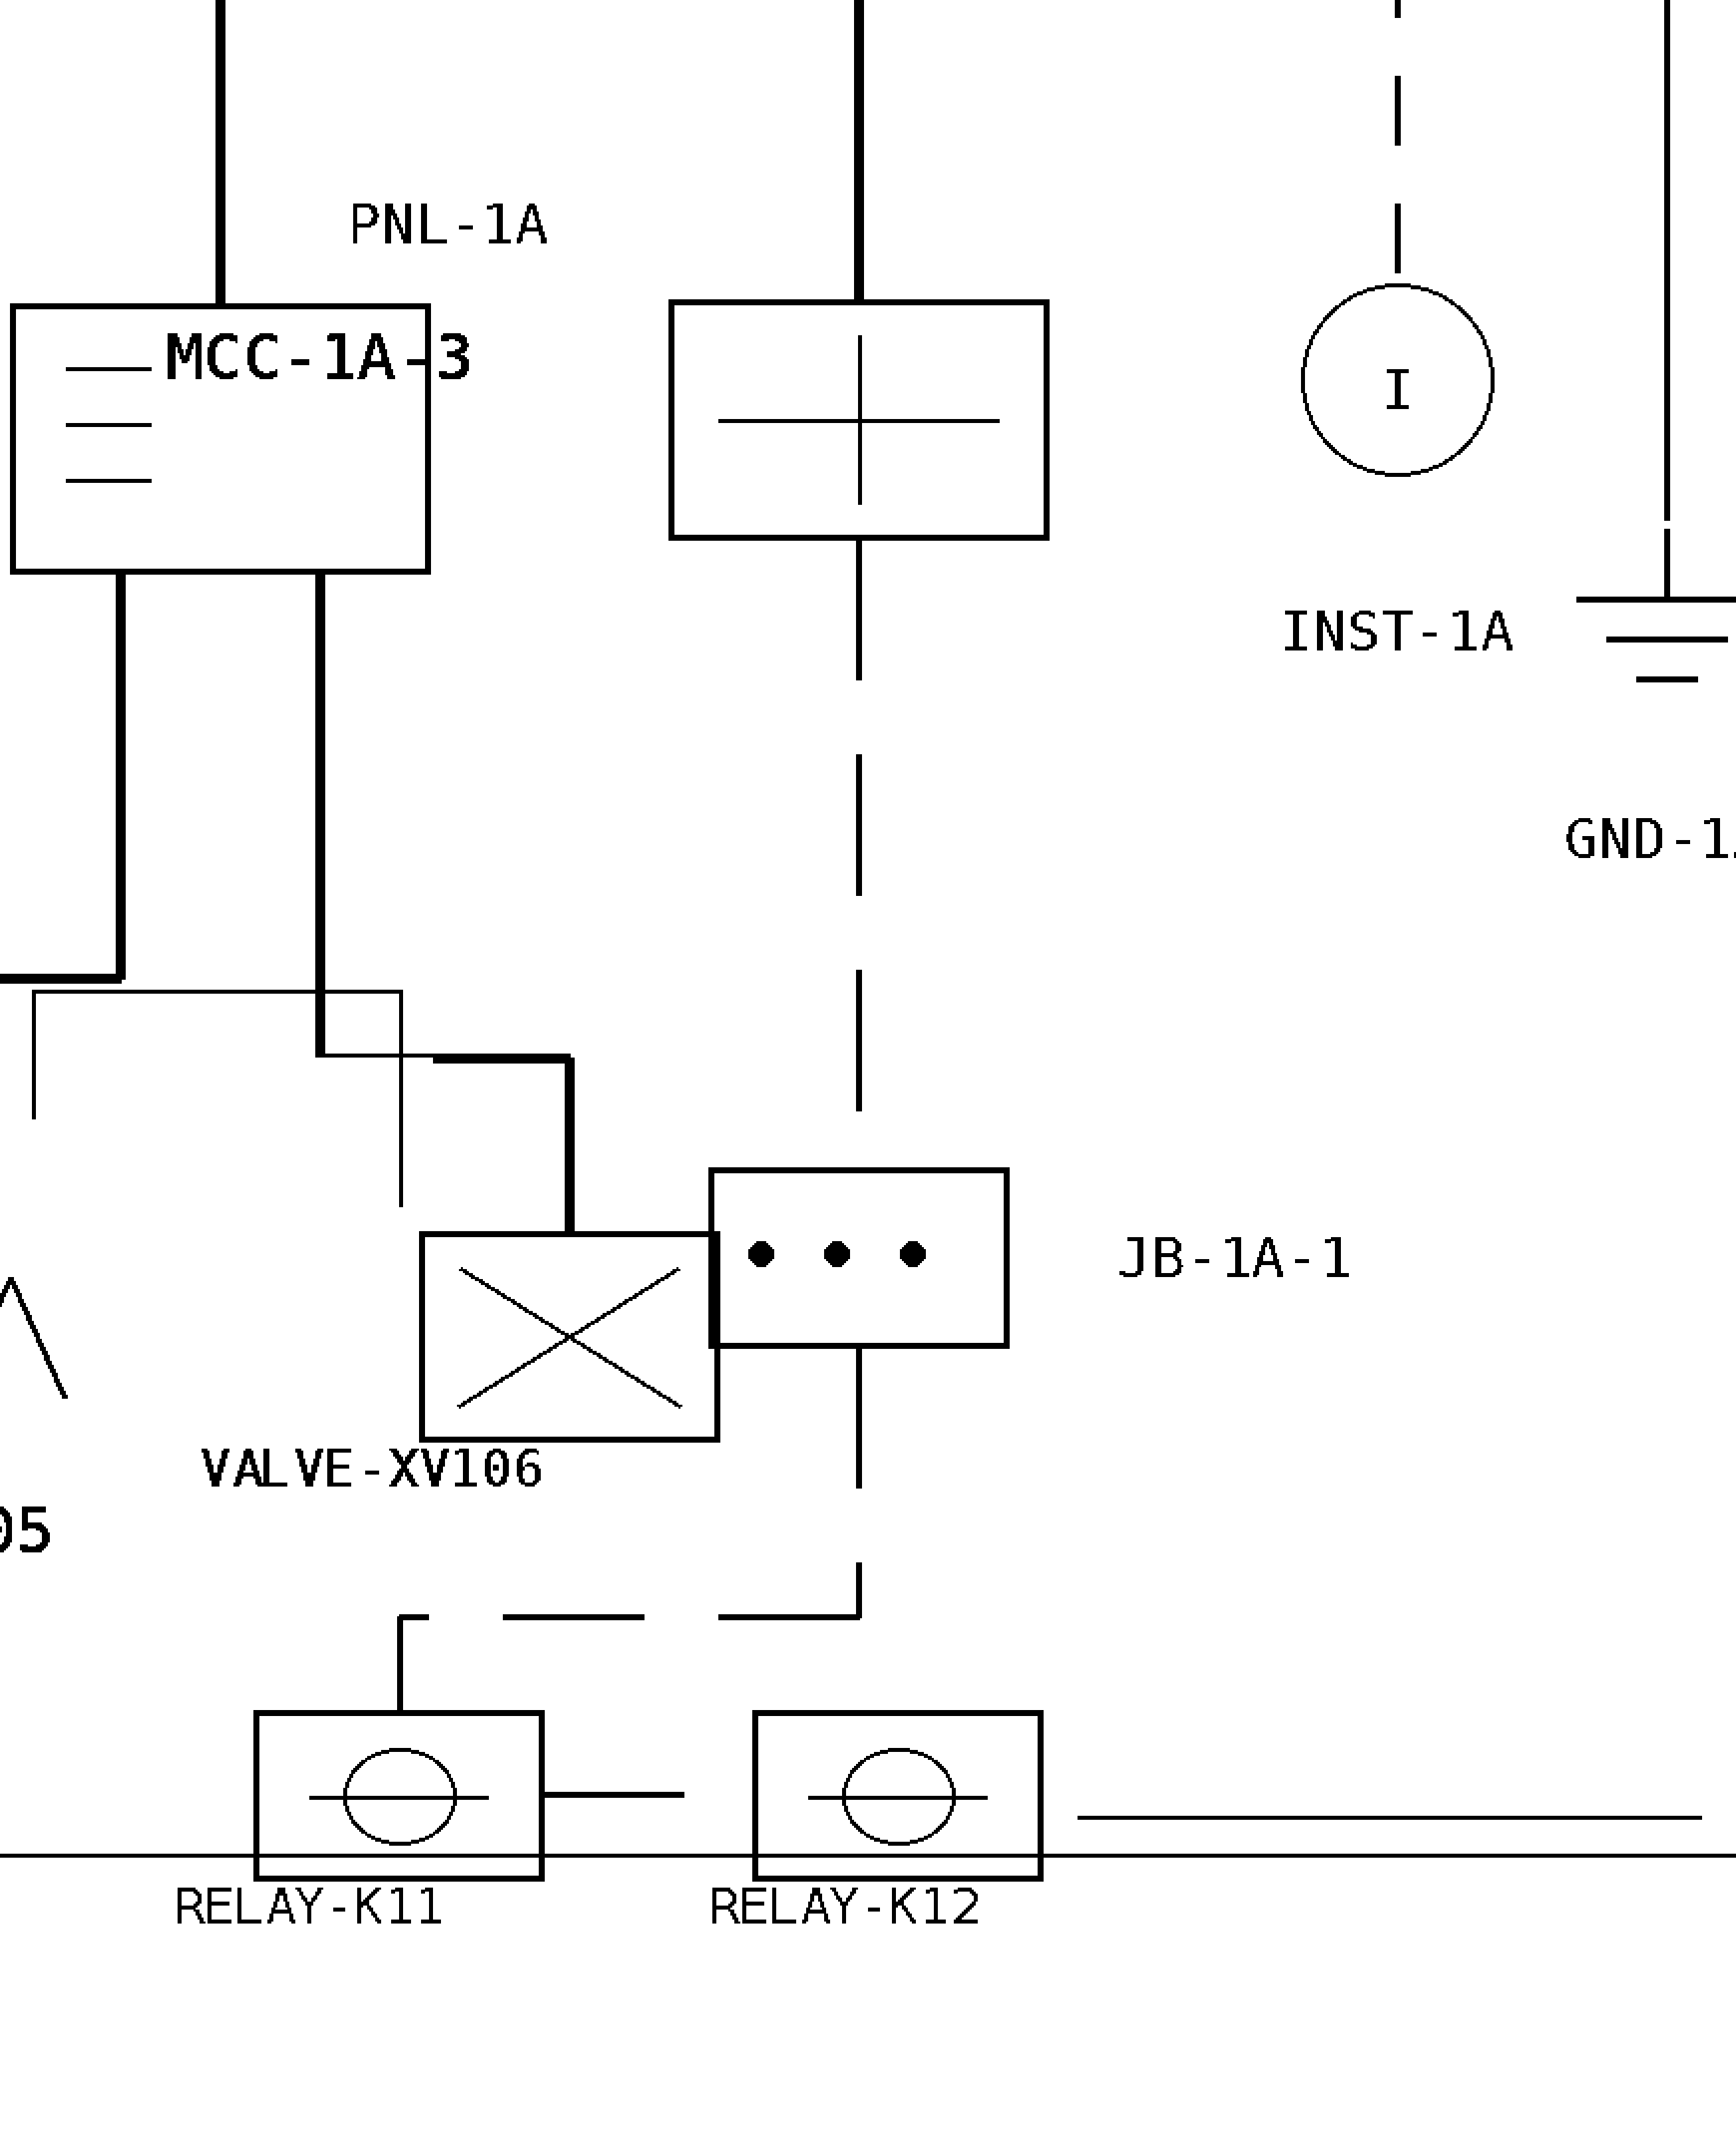 PNL-1A
MCC-1A-3
I
INST-1A
GND-1
JB-1A-1
VALVE-XV106
05
RELAY-K11
RELAY-K12